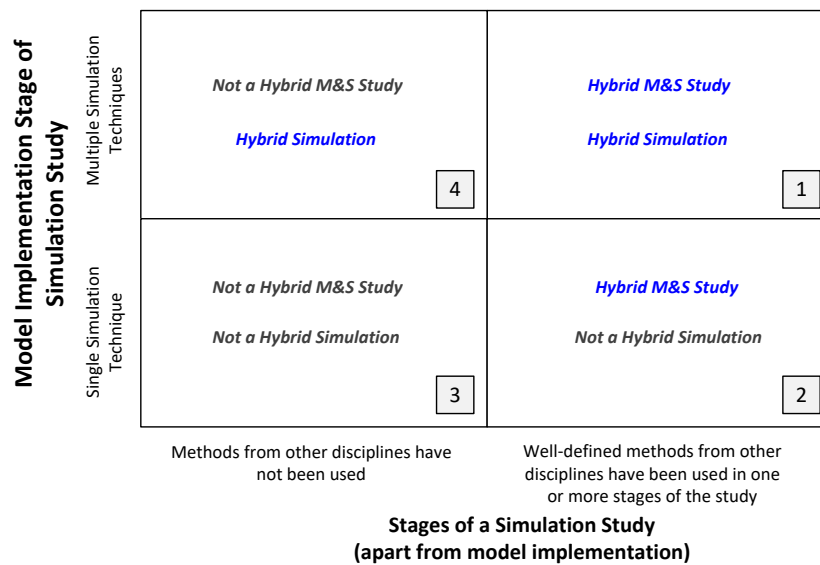 Model Implementation Stage of
Simulation Study
Multiple Simulation
Techniques
Not a Hybrid M&S Study
Hybrid Simulation
4
Hybrid M&S Study
Hybrid Simulation
1
Single Simulation
Technique
Not a Hybrid M&S Study
Not a Hybrid Simulation
3
Hybrid M&S Study
Not a Hybrid Simulation
2
Methods from other disciplines have
not been used
Well-defined methods from other
disciplines have been used in one
or more stages of the study
Stages of a Simulation Study
(apart from model implementation)